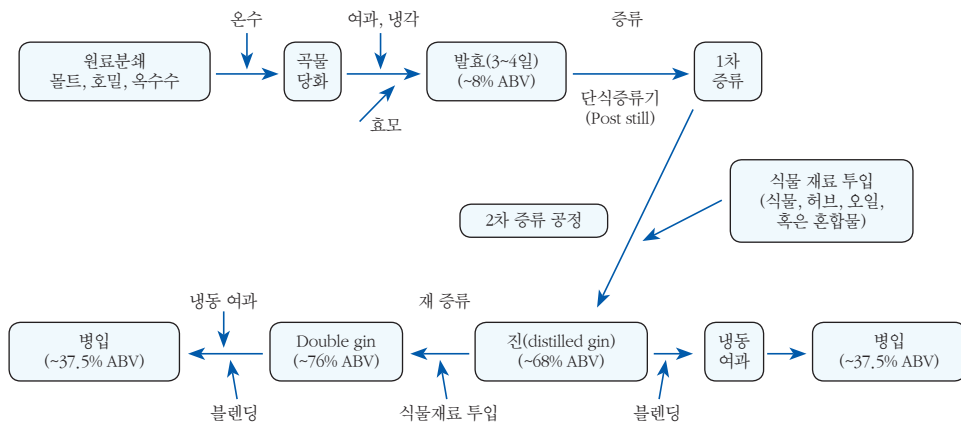 온수
여과, 냉각
증류
원료분쇄
몰트, 호밀, 옥수수
곡물
당화
발효(3~4일)
(~8% ABV)
1차
증류
효모
단식증류기
(Post still)
식물 재료 투입
(식물, 허브, 오일,
혹은 혼합물)
2차 증류 공정
냉동 여과
재 증류
병입
(~37.5% ABV)
Double gin
(~76% ABV)
진(distilled gin)
(~68% ABV)
냉동
여과
병입
(~37.5% ABV)
블렌딩
식물재료 투입
블렌딩